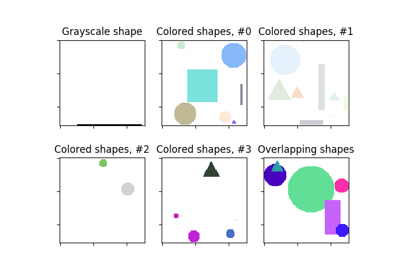 Grayscale shape
Colored shapes, #0
Colored shapes, #1
Colored shapes, #2
Colored shapes, #3
Overlapping shapes